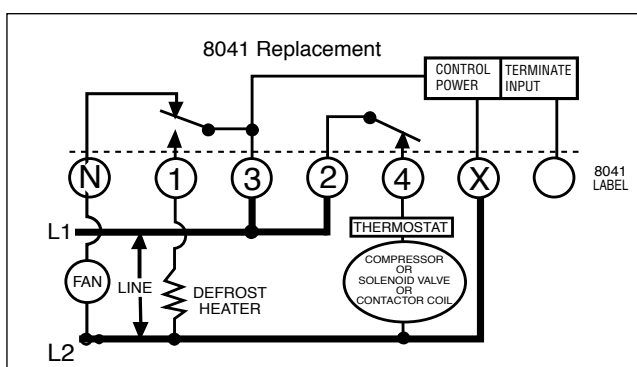 8041 Replacement
CONTROL
POWER
TERMINATE
INPUT
N
1
3
2
4
X
8041
LABEL
L1
THERMOSTAT
FAN
LINE
DEFROST
HEATER
COMPRESSOR
OR
SOLENOID VALVE
OR
CONTACTOR COIL
L2